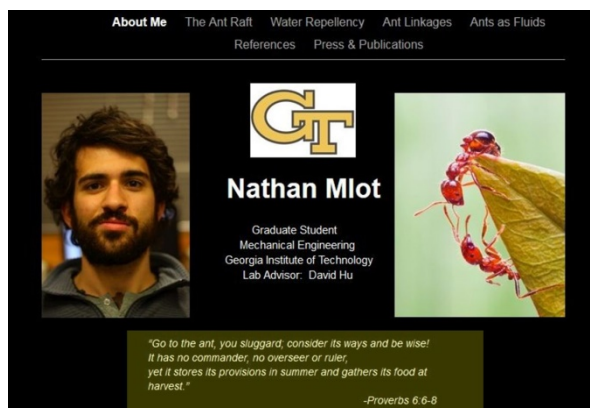 About Me The Ant Raft Water Repellency Ant Linkages Ants as Fluids
References Press & Publications
GT
Nathan Mlot
Graduate Student
Mechanical Engineering
Georgia Institute of Technology
Lab Advisor: David Hu
“Go to the ant, you sluggard; consider its ways and be wise!
It has no commander, no overseer or ruler,
yet it stores its provisions in summer and gathers its food at
harvest.”
-Proverbs 6:6-8